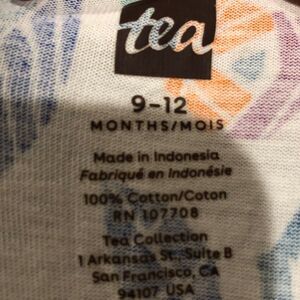 tea
9-12
MONTHS/MOIS
Made in Indonesia
Fabriqué en Indonésie
100% Cotton/Coton
RN 107708
Tea Collection
1 Arkansas St., Suite B
San Francisco, CA
94107 USA